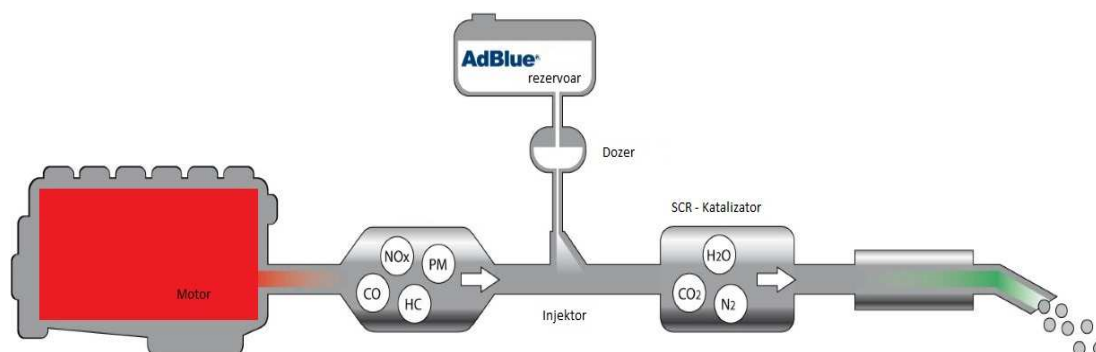 AdBlue®
rezervoar
Dozer
SCR - Katalizator
NOx
PM
H2O
CO
HC
CO2
N2
Motor
Injektor